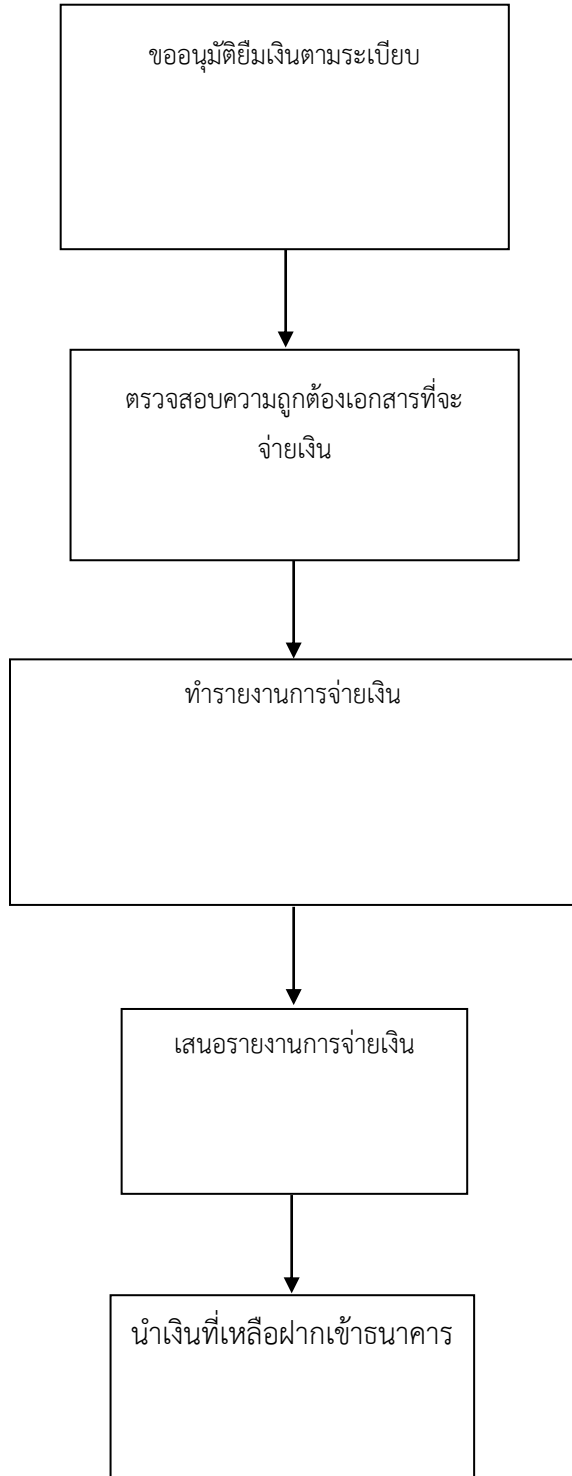 ขออนุมัติยืมเงินตามระเบียบ
ตรวจสอบความถูกต้องเอกสารที่จะ
จ่ายเงิน
ทำรายงานการจ่ายเงิน
เสนอรายงานการจ่ายเงิน
นำเงินที่เหลือฝากเข้าธนาคาร